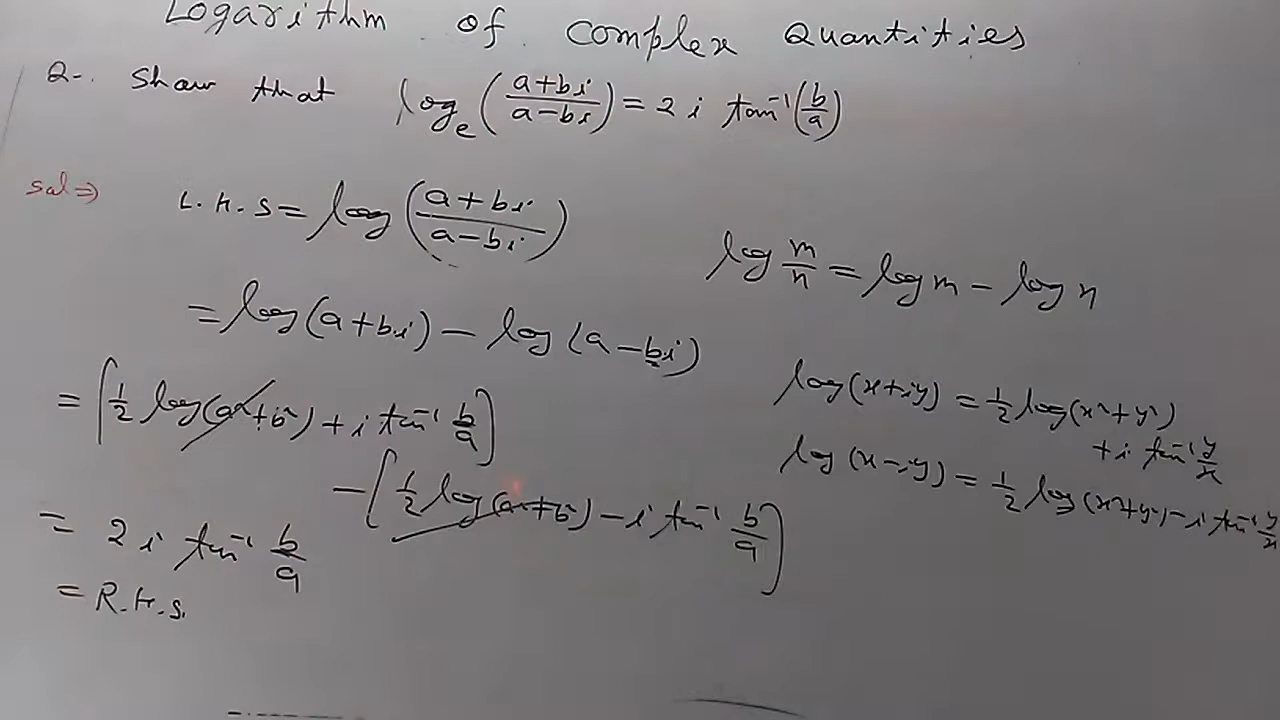 Logarithm of Complex Quantities
Q-. Show that log_e ((a+bi)/(a-bi)) = 2i tan⁻¹(b/a)
Sol⇒
L.H.S = log((a+bi)/(a-bi))
log m/n = log m - log n
= log(a+bi) - log(a-bi)
= [1/2 log(a²+b²) + i tan⁻¹ b/a]
- [1/2 log(a²+b²) - i tan⁻¹ b/a]
log(x+iy) = 1/2 log(x²+y²)
+i tan⁻¹ y/x
log(x-iy) = 1/2 log(x²+y²)-i tan⁻¹ y/x
= 2i tan⁻¹ b/a
= R.H.S.